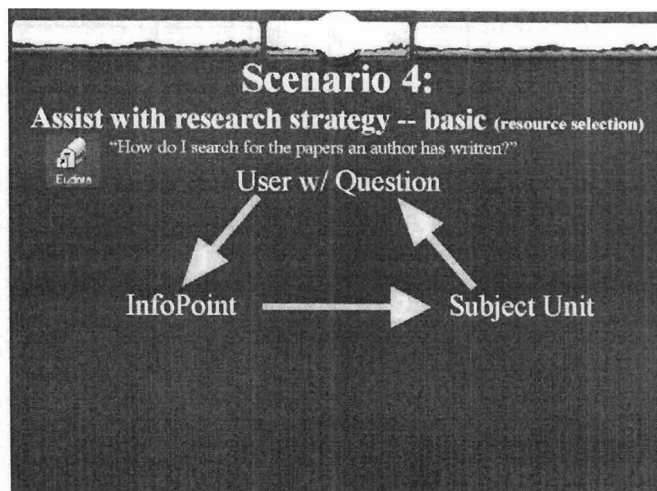 Scenario 4:
Assist with research strategy -- basic (resource selection)
“How do I search for the papers an author has written?”
Eudora
User w/ Question
InfoPoint
Subject Unit